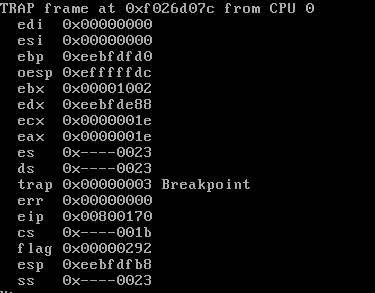 TRAP frame at 0xf026d07c from CPU 0
edi 0x00000000
esi 0x00000000
ebp 0xeebfdfd0
oesp 0xefffffdc
ebx 0x00001002
edx 0xeebfde88
ecx 0x0000001e
eax 0x0000001e
es 0x----0023
ds 0x----0023
trap 0x00000003 Breakpoint
err 0x00000000
eip 0x00800170
cs 0x----001b
flag 0x00000292
esp 0xeebfdfb8
ss 0x----0023